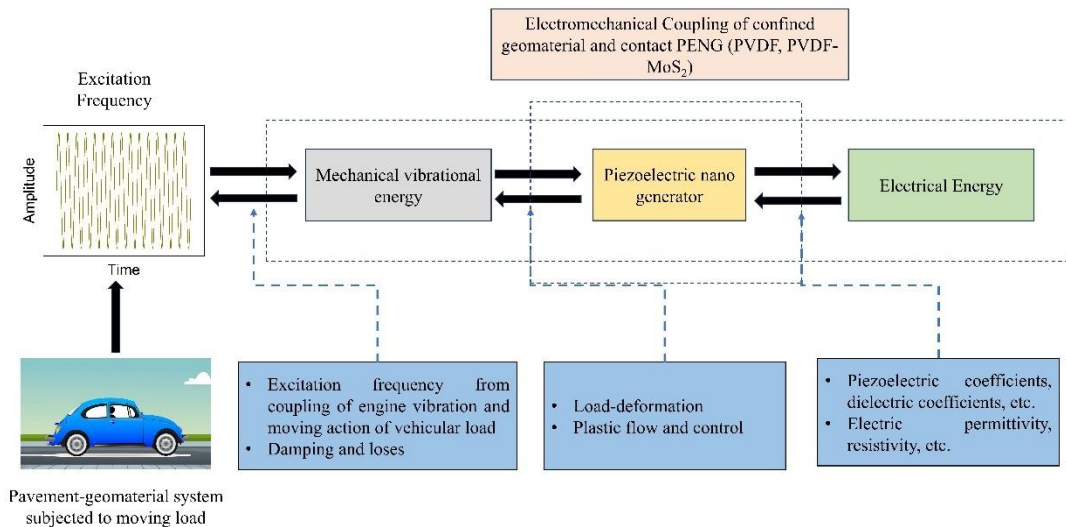 Electromechanical Coupling of confined
geomaterial and contact PENG (PVDF, PVDF-
MoS₂)
Excitation
Frequency
Amplitude
Time
Mechanical vibrational
energy
Piezoelectric nano
generator
Electrical Energy
• Excitation frequency from
coupling of engine vibration and
moving action of vehicular load
• Damping and loses
• Load-deformation
• Plastic flow and control
• Piezoelectric coefficients,
dielectric coefficients, etc.
• Electric permittivity,
resistivity, etc.
Pavement-geomaterial system
subjected to moving load